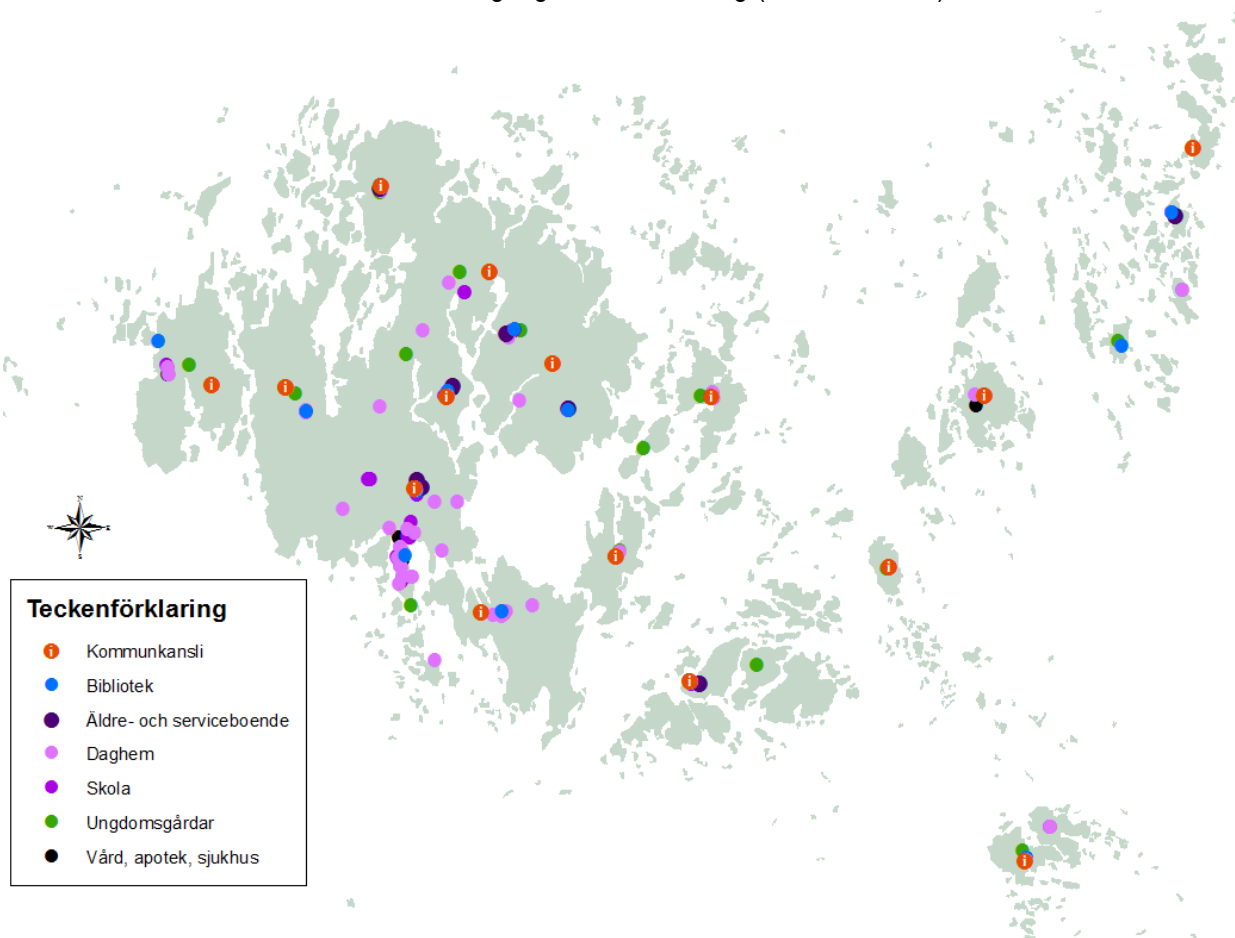 Teckenförklaring
Kommunkansli
Bibliotek
Äldre- och serviceboende
Daghem
Skola
Ungdomsgårdar
Vård, apotek, sjukhus